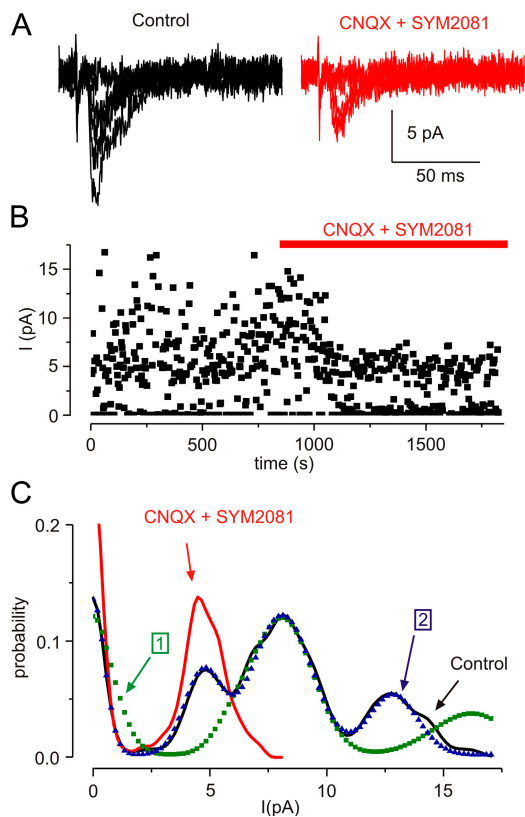 A
Control
CNQX + SYM2081
5 pA
50 ms
B
CNQX + SYM2081
I (pA)
15
10
5
0
0
500
1000
1500
time (s)
C
CNQX + SYM2081
probability
0.2
0.1
0.0
1
2
Control
0
5
10
15
I(pA)